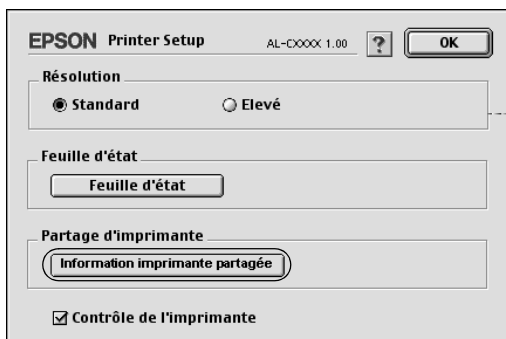 EPSON Printer Setup AL-CXXXX 1.00 ? OK
Résolution
Standard Elevé
Feuille d'état
Feuille d'état
Partage d'imprimante
Information imprimante partagée
Contrôle de l'imprimante